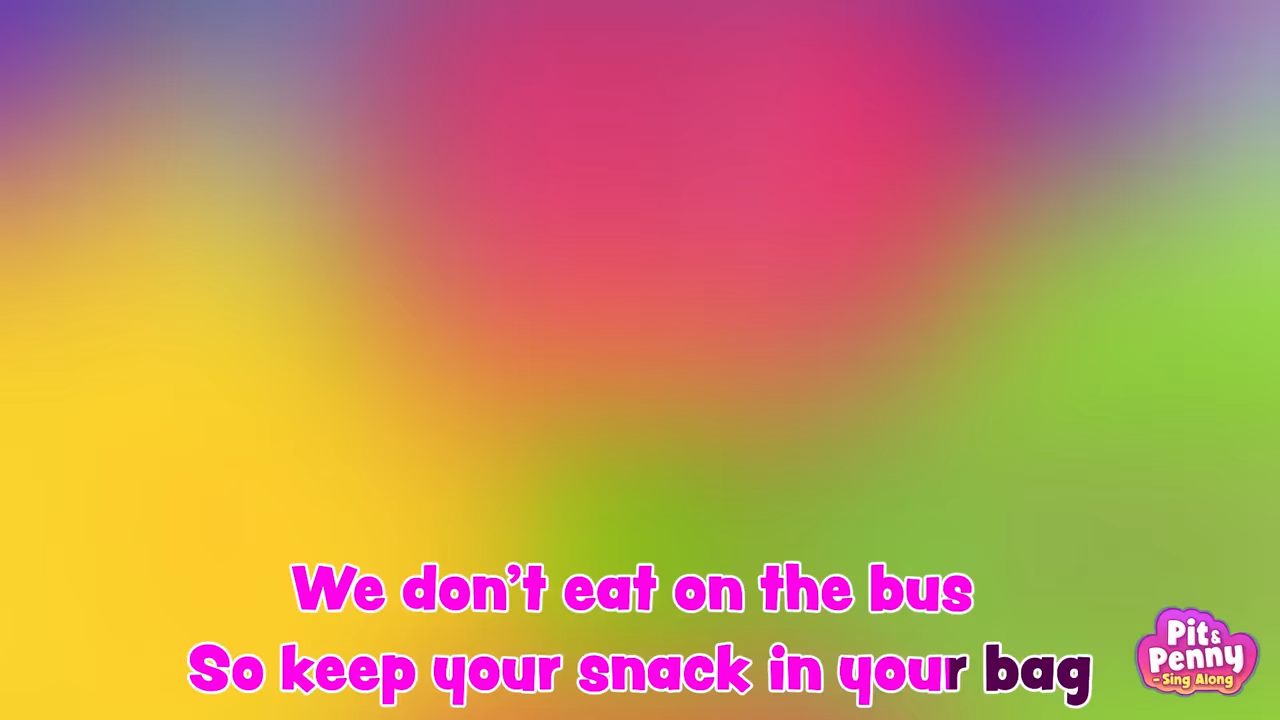 We don't eat on the bus
So keep your snack in your bag
Pit &
Penny
- Sing Along